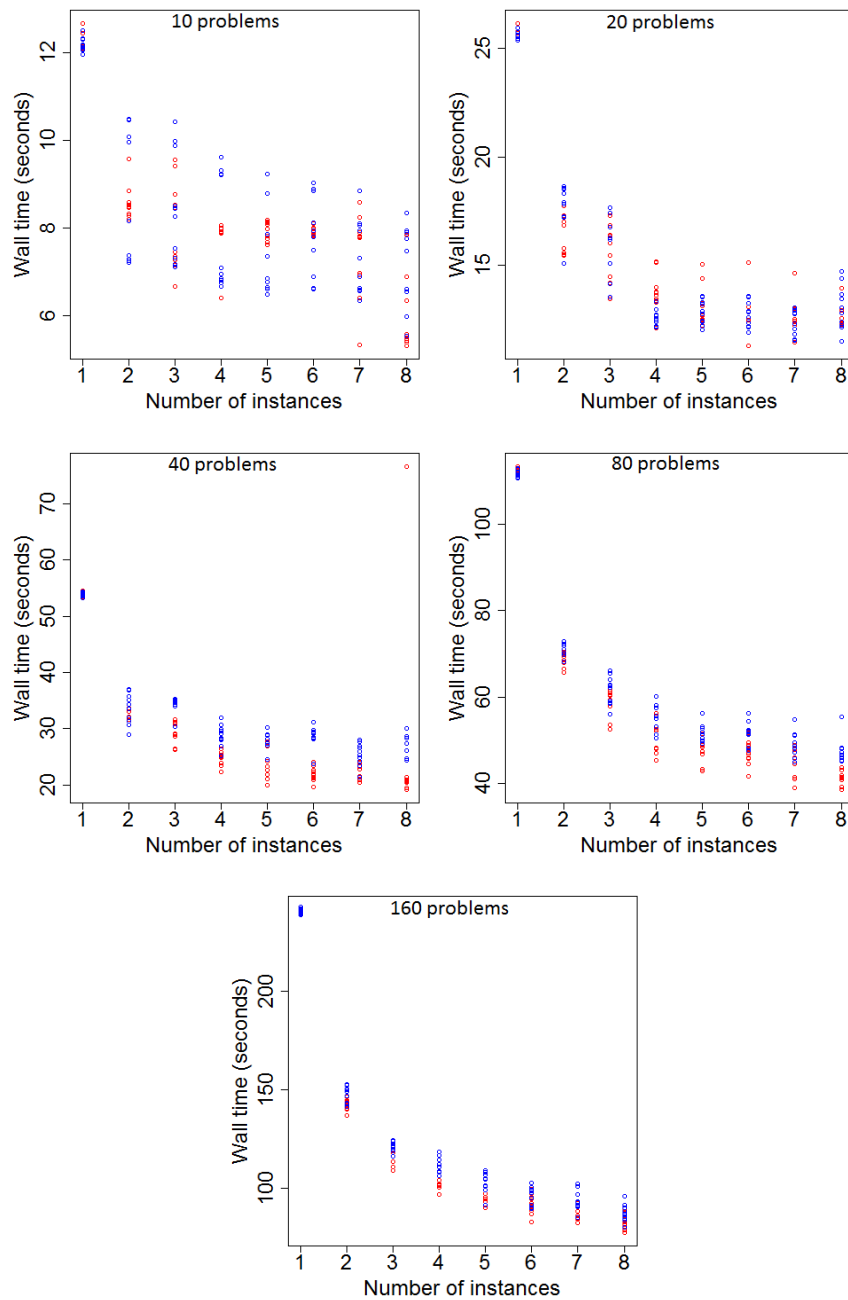 10 problems
12
10
8
6
Wall time (seconds)
1 2 3 4 5 6 7 8
Number of instances
20 problems
25
20
15
Wall time (seconds)
1 2 3 4 5 6 7 8
Number of instances
40 problems
70
60
50
40
30
20
Wall time (seconds)
1 2 3 4 5 6 7 8
Number of instances
80 problems
100
80
60
40
Wall time (seconds)
1 2 3 4 5 6 7 8
Number of instances
160 problems
200
150
100
Wall time (seconds)
1 2 3 4 5 6 7 8
Number of instances